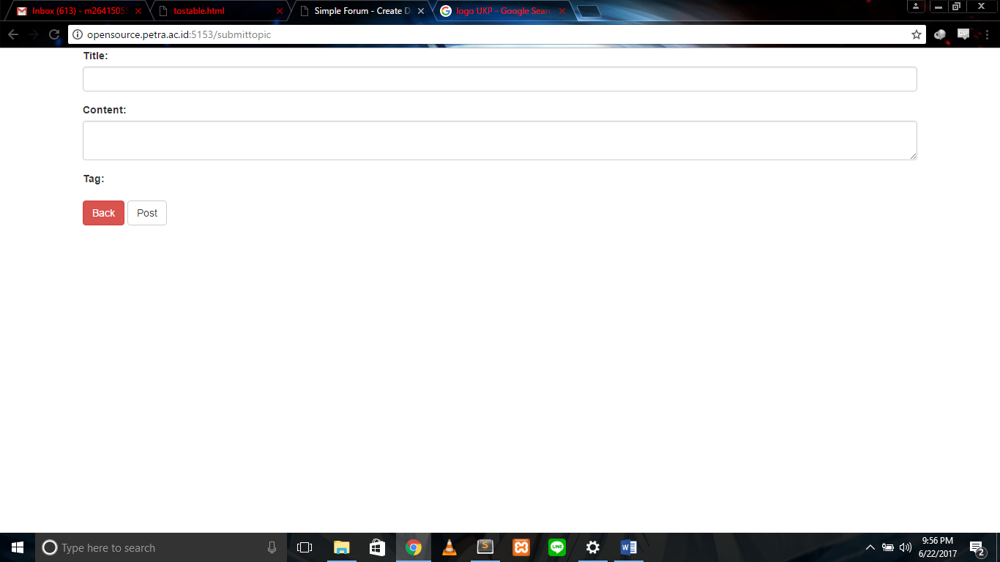 Inbox (613) - m2641505
tostable.html
Simple Forum - Create D
logo UKP - Google Sear
opensource.petra.ac.id:5153/submittopic
Title:
Content:
Tag:
Back Post
Type here to search
9:56 PM
6/22/2017
2